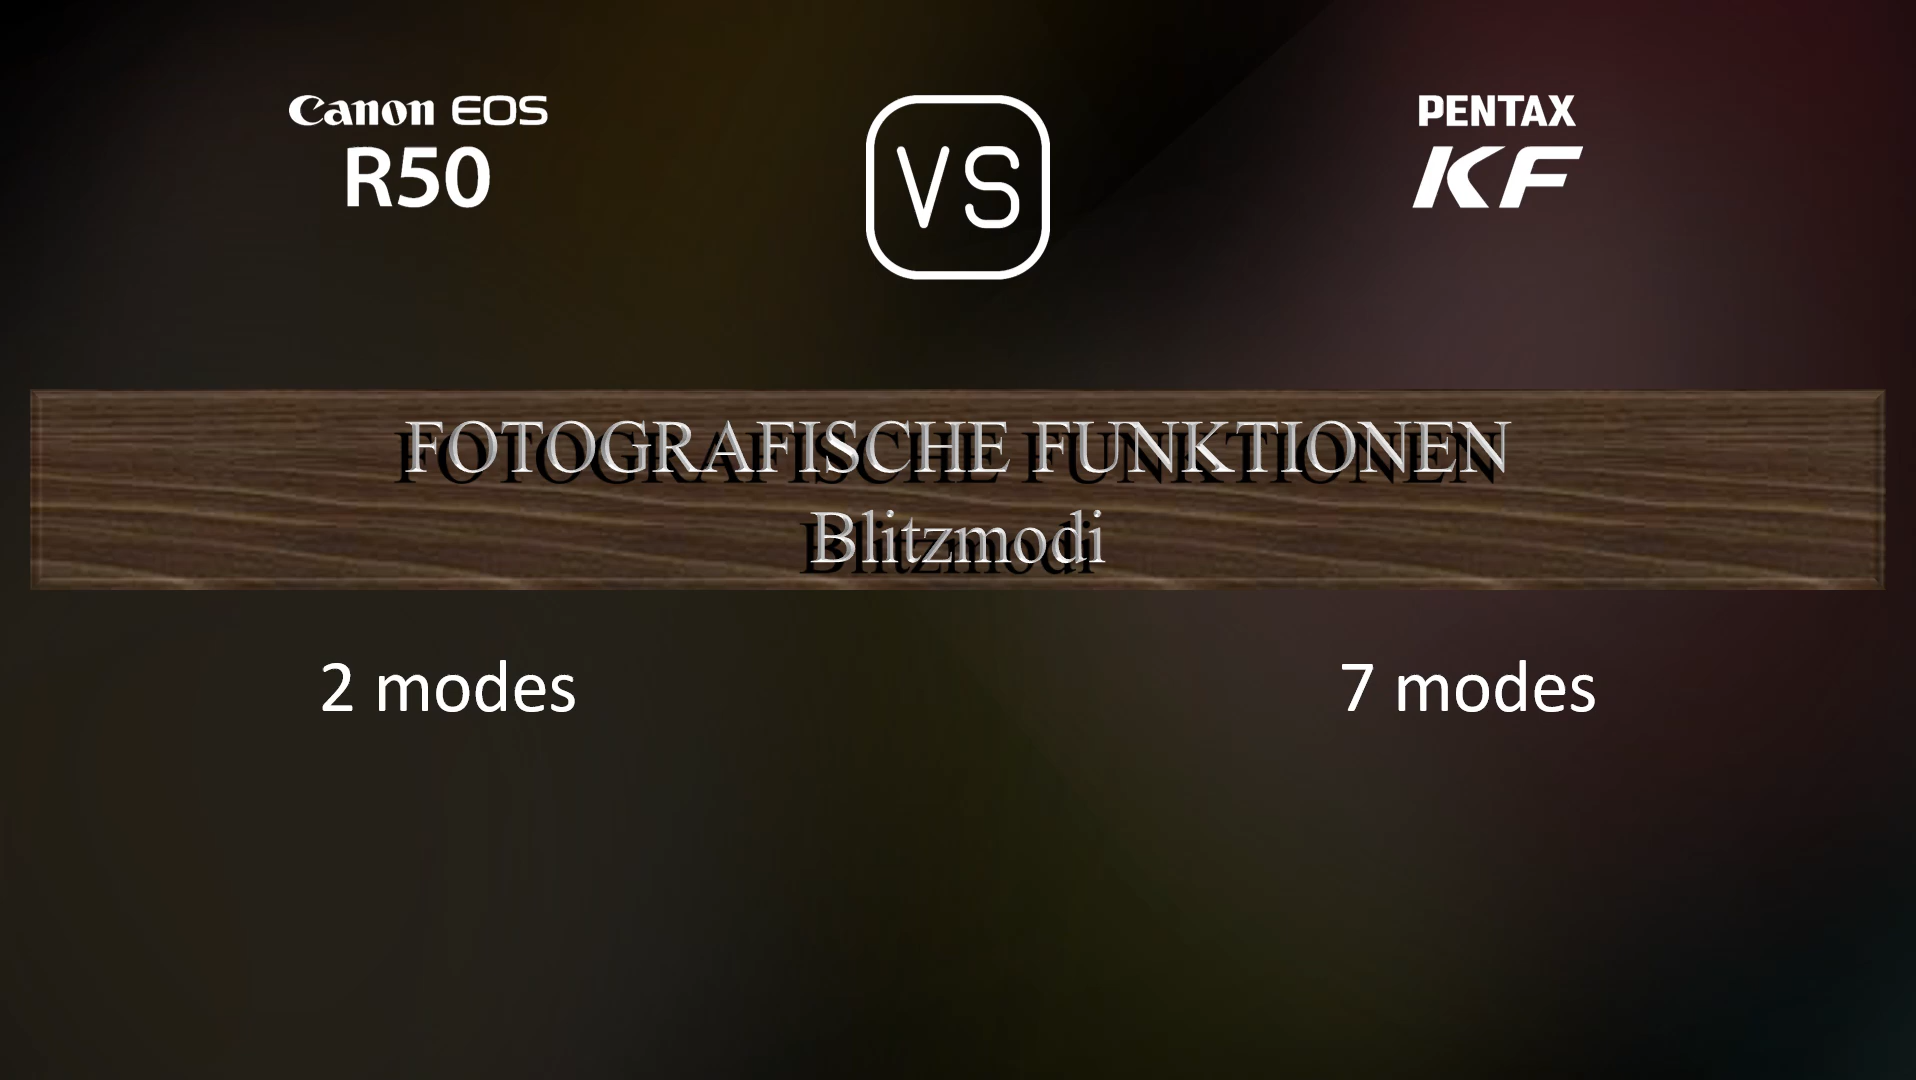 Canon EOS
R50
VS
PENTAX
KF
FOTOGRAFISCHE FUNKTIONEN
Blitzmodi
2 modes
7 modes